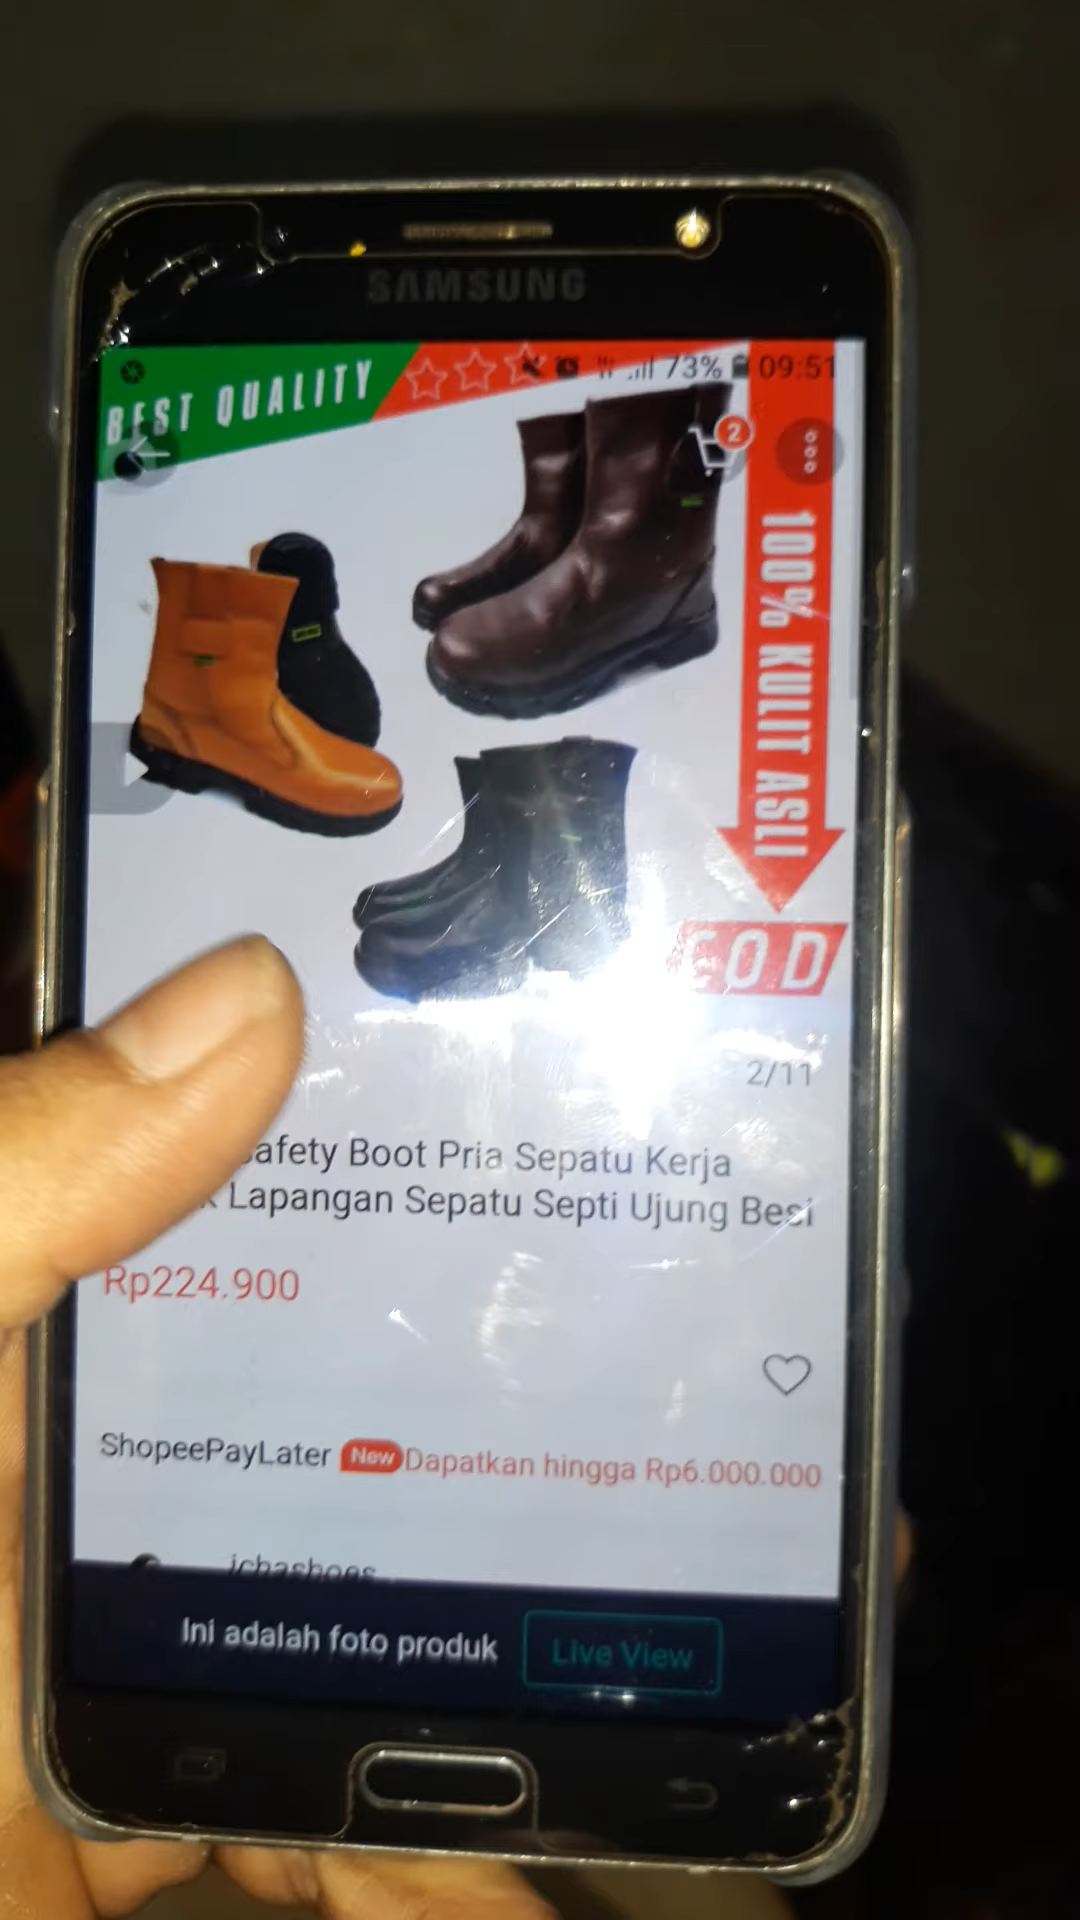 SAMSUNG
73% 09:51
BEST QUALITY
2
100% KULIT ASLI
COD
2/11
Boot Pria Sepatu Kerja
Lapangan Sepatu Septi Ujung Besi
Rp224.900
ShopeePayLater New Dapatkan hingga Rp6.000.000
Ini adalah foto produk Live View